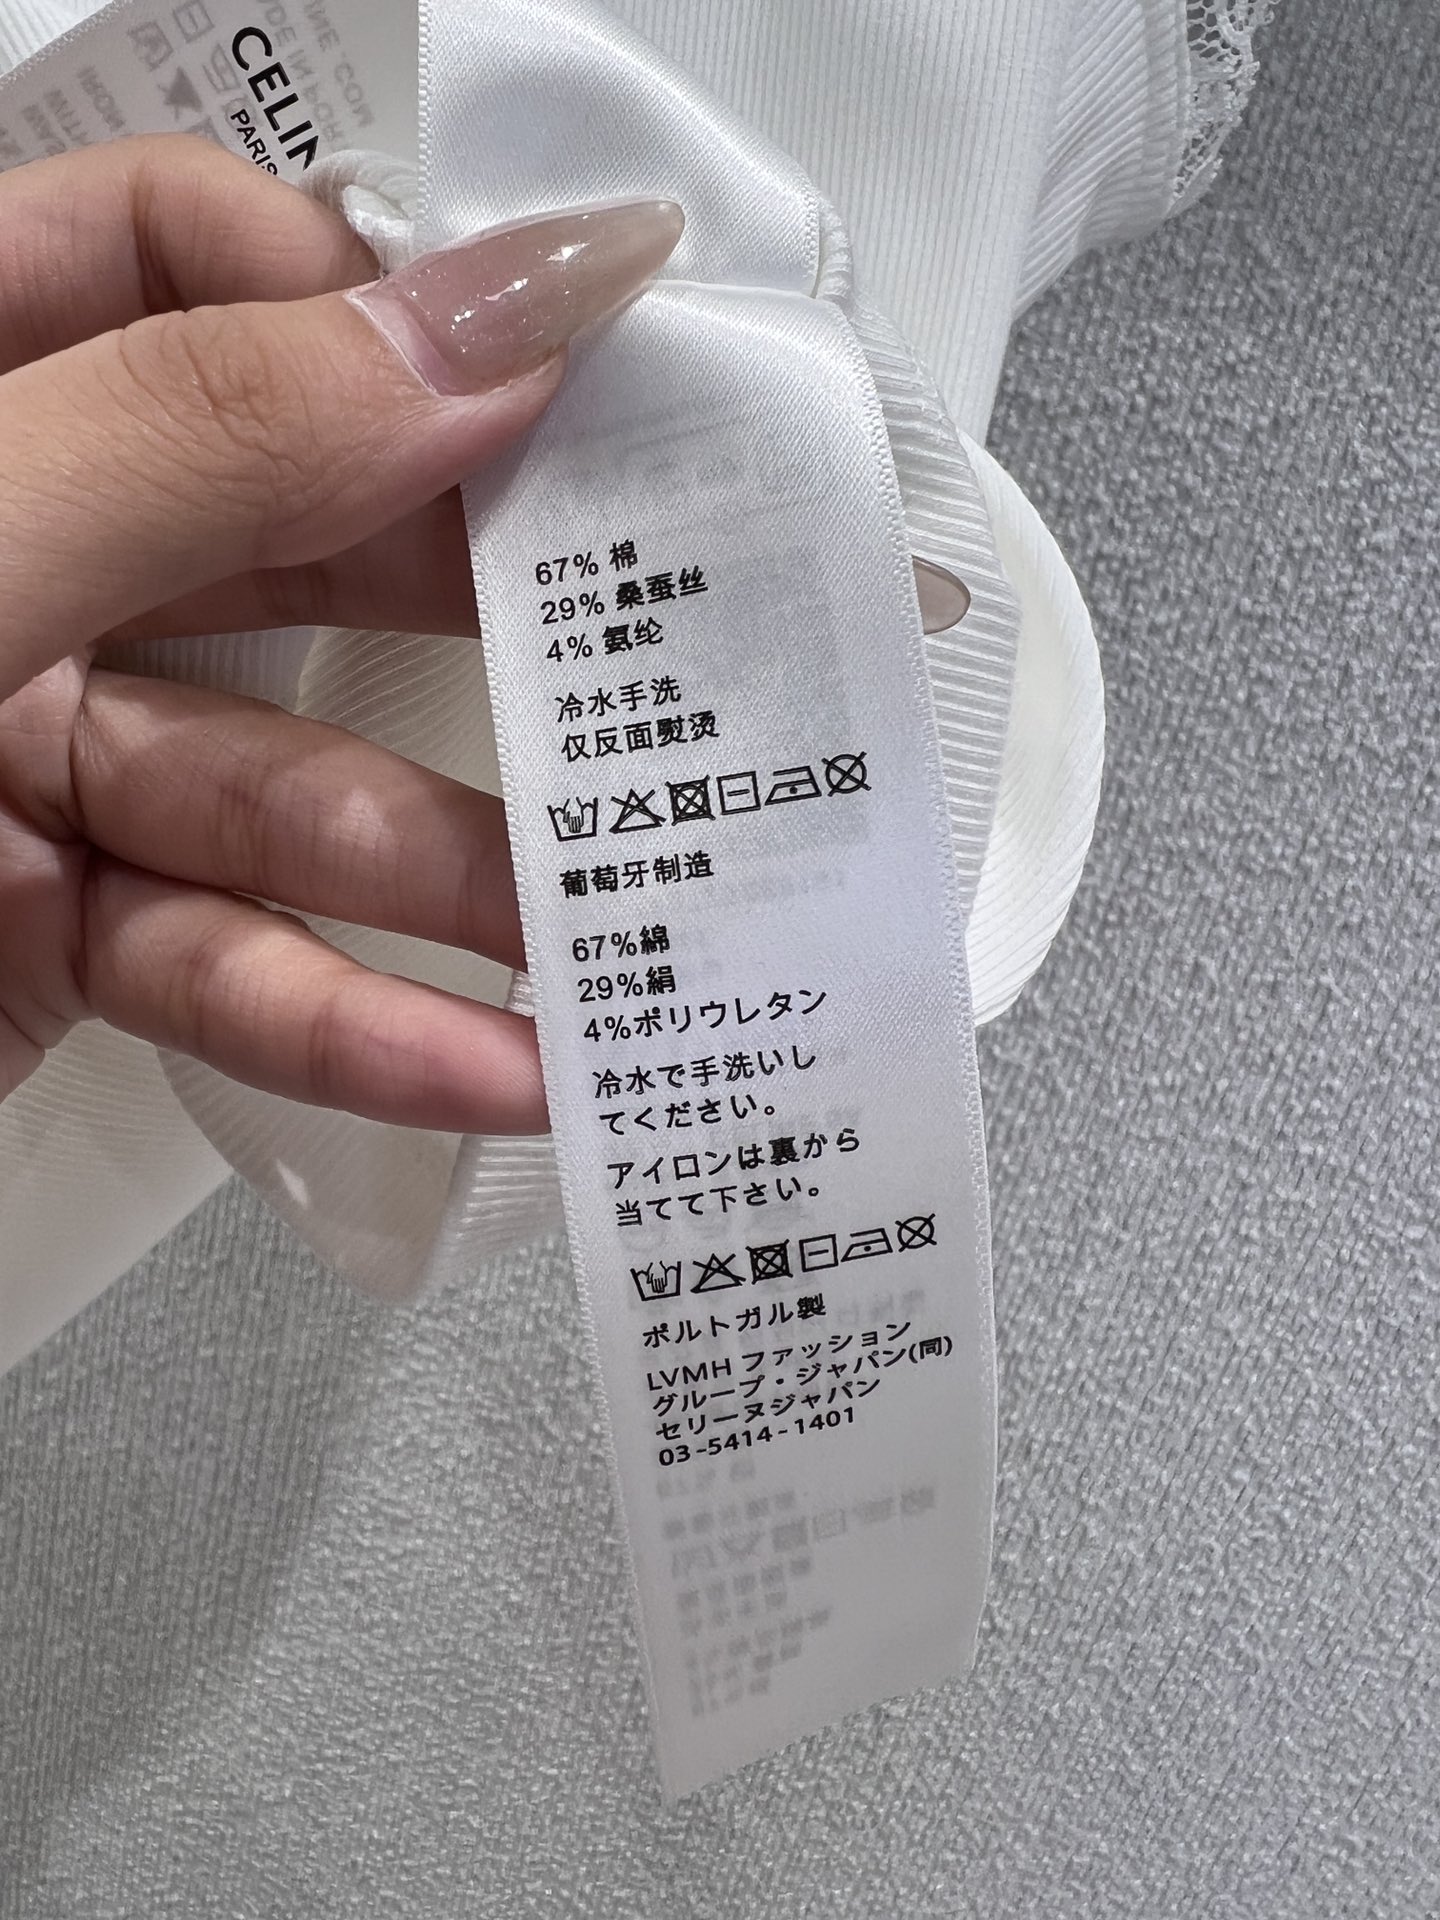 CELIN
PARIS
67% 棉
29% 桑蚕丝
4% 氨纶
冷水手洗
仅反面熨烫
葡萄牙制造
67%綿
29%絹
4%ポリウレタン
冷水で手洗いし
てください。
アイロンは裏から
当てて下さい。
ポルトガル製
LVMH ファッション
グループ・ジャパン(同)
セリーヌジャパン
03-5414-1401